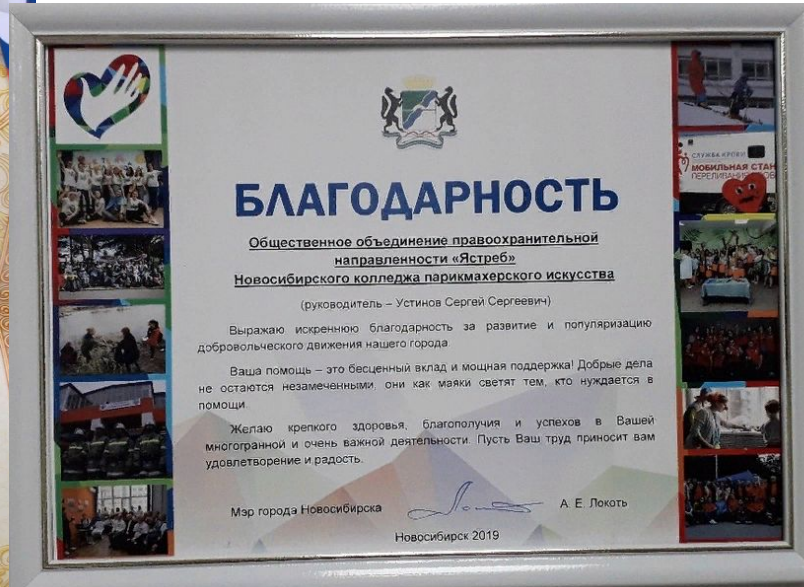 БЛАГОДАРНОСТЬ
Общественное объединение правоохранительной
направленности «Ястреб»
Новосибирского колледжа парикмахерского искусства
(руководитель – Устинов Сергей Сергеевич)
Выражаю искреннюю благодарность за развитие и популяризацию
добровольческого движения нашего города
Ваша помощь – это бесценный вклад и мощная поддержка! Добрые дела
не остаются незамеченными, они как маяки светят тем, кто нуждается в
помощи.
Желаю крепкого здоровья, благополучия и успехов в Вашей
многогранной и очень важной деятельности. Пусть Ваш труд приносит вам
удовлетворение и радость.
Мэр города Новосибирска А. Е. Локоть
Новосибирск 2019
СЛУЖБА КРОВИ
МОБИЛЬНАЯ СТАН
ПЕРЕЛИВАНИЯ